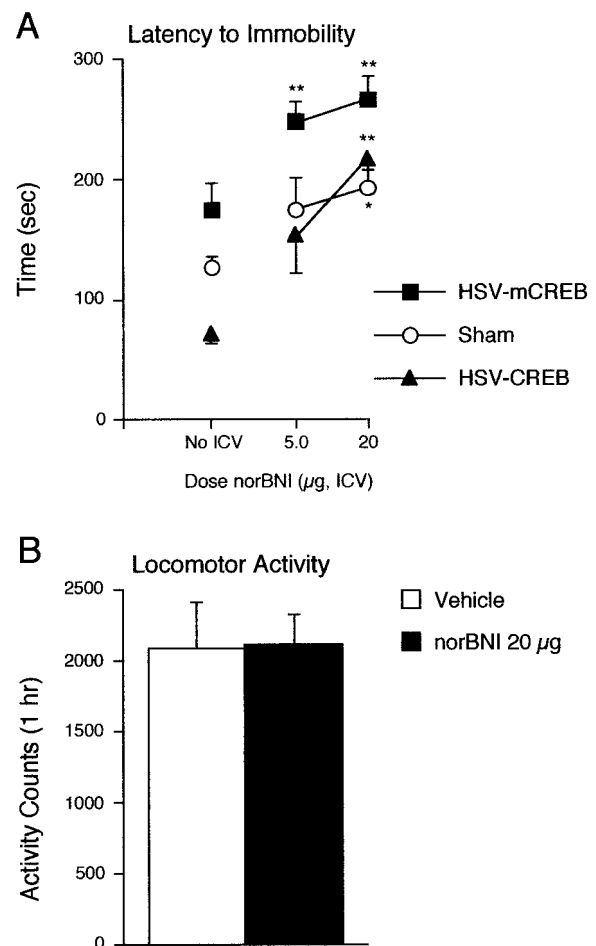 A
Latency to Immobility
300
200
100
0
Time (sec)
**
**
**
*
HSV-mCREB
Sham
HSV-CREB
No ICV 5.0 20
Dose norBNI (µg, ICV)
B
Locomotor Activity
2500
2000
1500
1000
500
0
Activity Counts (1 hr)
Vehicle
norBNI 20 µg